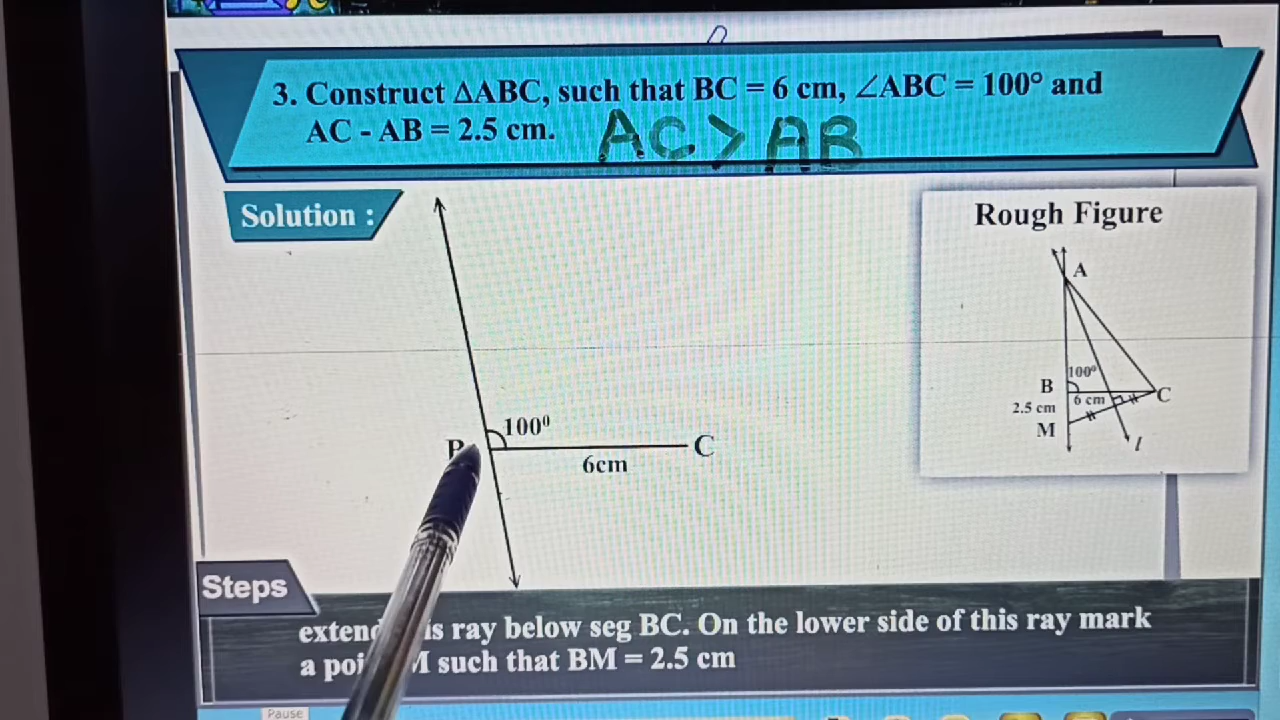 3. Construct ΔABC, such that BC = 6 cm, ∠ABC = 100° and
AC - AB = 2.5 cm.
AC > AB
Solution :
Rough Figure
A
B
100°
6 cm
C
2.5 cm
M
l
100⁰
C
6cm
Steps
is ray below seg BC. On the lower side of this ray mark
a such that BM = 2.5 cm
Pause